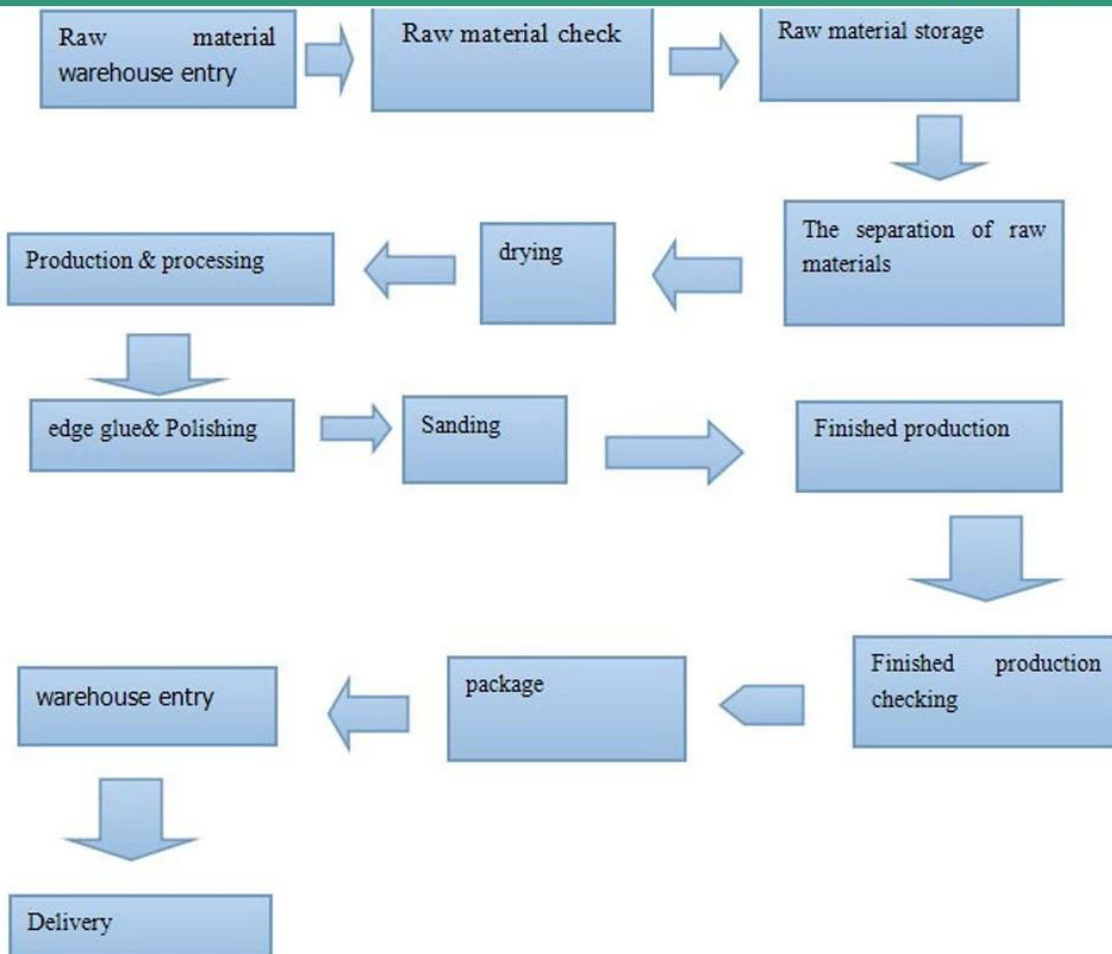 Raw material
warehouse entry
Raw material check
Raw material storage
The separation of raw
materials
drying
Production & processing
edge glue& Polishing
Sanding
Finished production
Finished production
checking
package
warehouse entry
Delivery